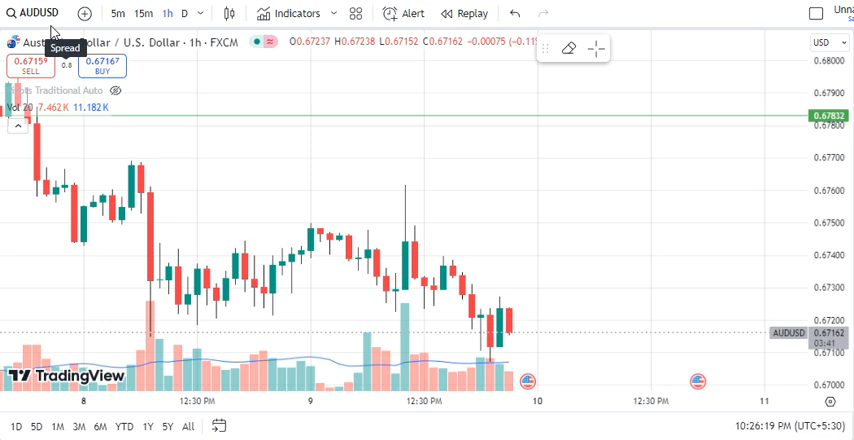 AUDUSD 5m 15m 1h D Indicators Alert Replay Unna
Sa
Dollar / U.S. Dollar · 1h · FXCM O0.67237 H0.67238 L0.67152 C0.67162 -0.00075 USD
Spread
0.67159 SELL 0.8 0.67167 BUY
Traditional Auto
Vol 20 7.462 K 11.182 K
0.68000
0.67900
0.67832
0.67800
0.67700
0.67600
0.67500
0.67400
0.67300
0.67200
AUDUSD 0.67162
03:41
0.67100
0.67000
TradingView
8 12:30 PM 9 12:30 PM 10 12:30 PM 11
1D 5D 1M 3M 6M YTD 1Y 5Y All 10:26:19 PM (UTC+5:30)